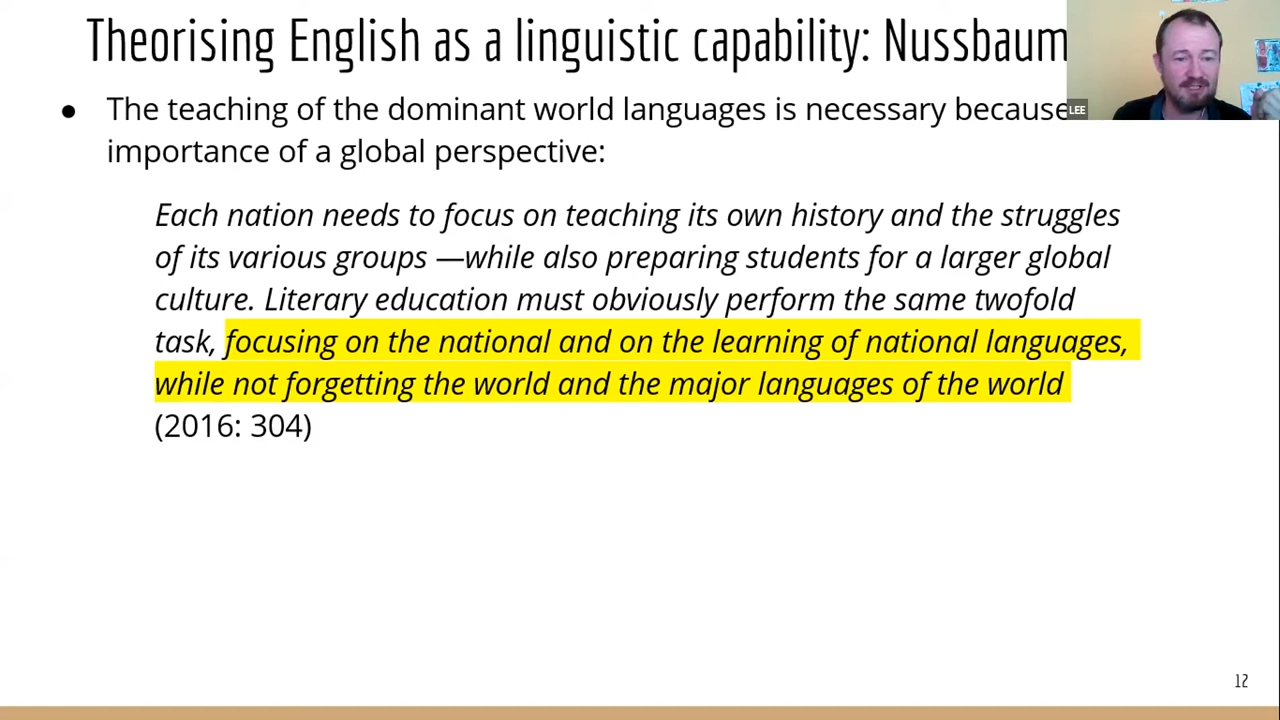 Theorising English as a linguistic capability: Nussbaum
LEE
● The teaching of the dominant world languages is necessary because
importance of a global perspective:
Each nation needs to focus on teaching its own history and the struggles
of its various groups —while also preparing students for a larger global
culture. Literary education must obviously perform the same twofold
task, focusing on the national and on the learning of national languages,
while not forgetting the world and the major languages of the world
(2016: 304)
12